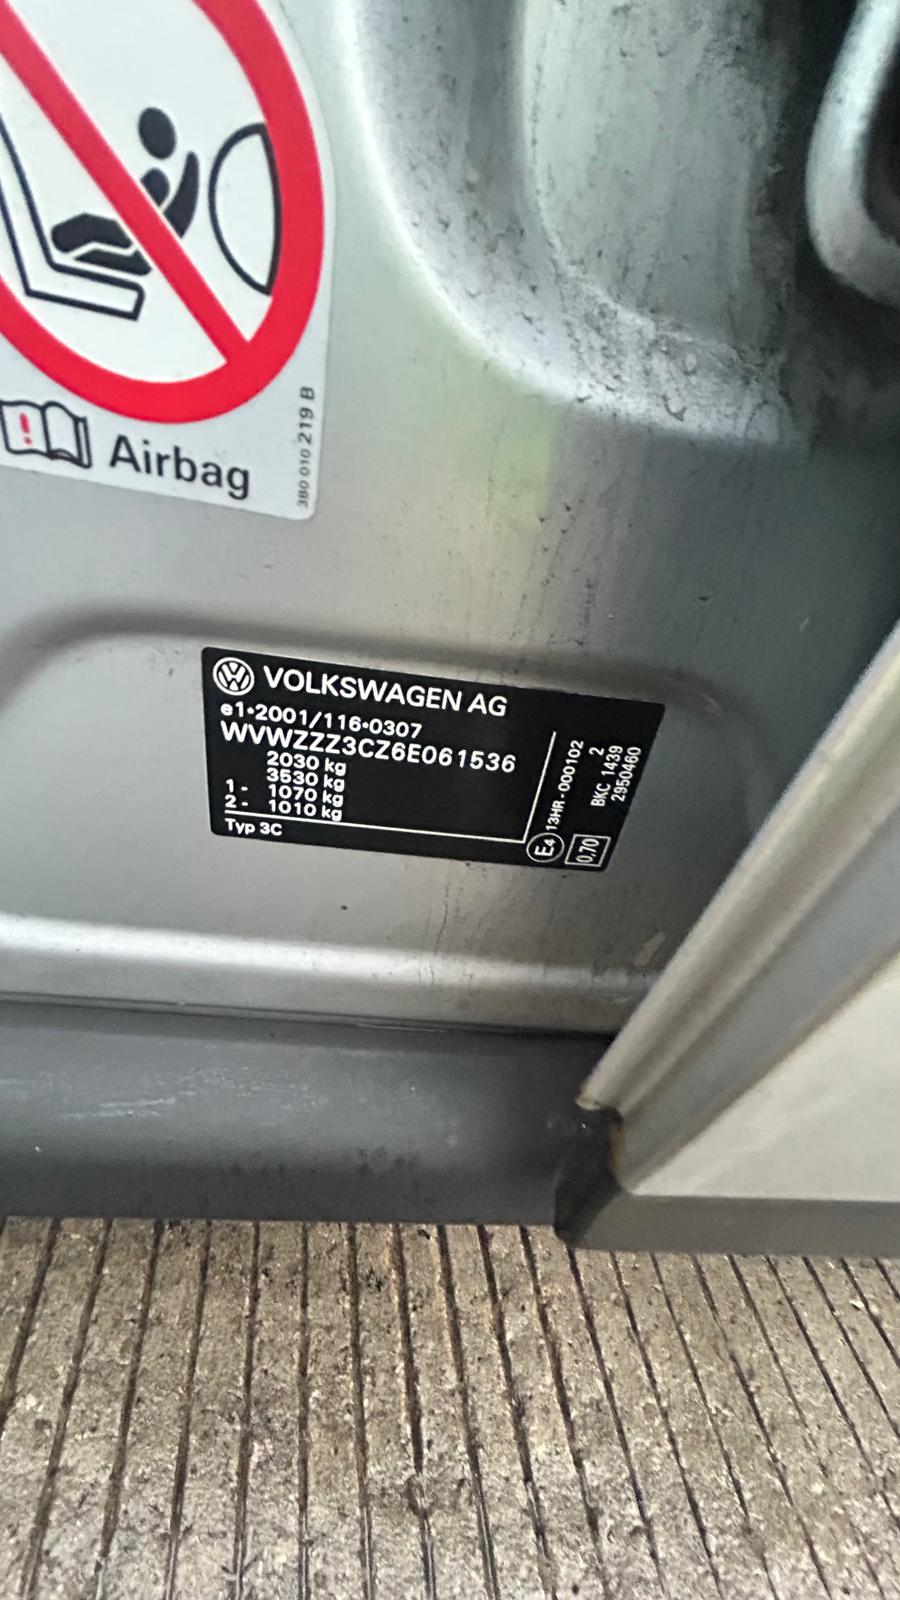 !
Airbag
3B0 010 219 B
VOLKSWAGEN AG
e1*2001/116*0307
WVWZZZ3CZ6E061536
2030 kg
3530 kg
1- 1070 kg
2- 1010 kg
Typ 3C
E4 13HR-000102
0,70
2
BKC 1439
2950460